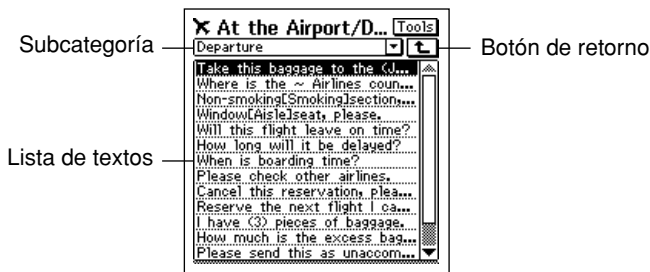 At the Airport/D... Tools
Subcategoría
Departure
Botón de retorno
Take this baggage to the (J...
Where is the ~ Airlines coun...
Non-smoking[Smoking]section,...
Window[Aisle]seat, please.
Will this flight leave on time?
How long will it be delayed?
Lista de textos
When is boarding time?
Please check other airlines.
Cancel this reservation, plea...
Reserve the next flight I ca...
I have (3) pieces of baggage.
How much is the excess bag...
Please send this as unaccom...